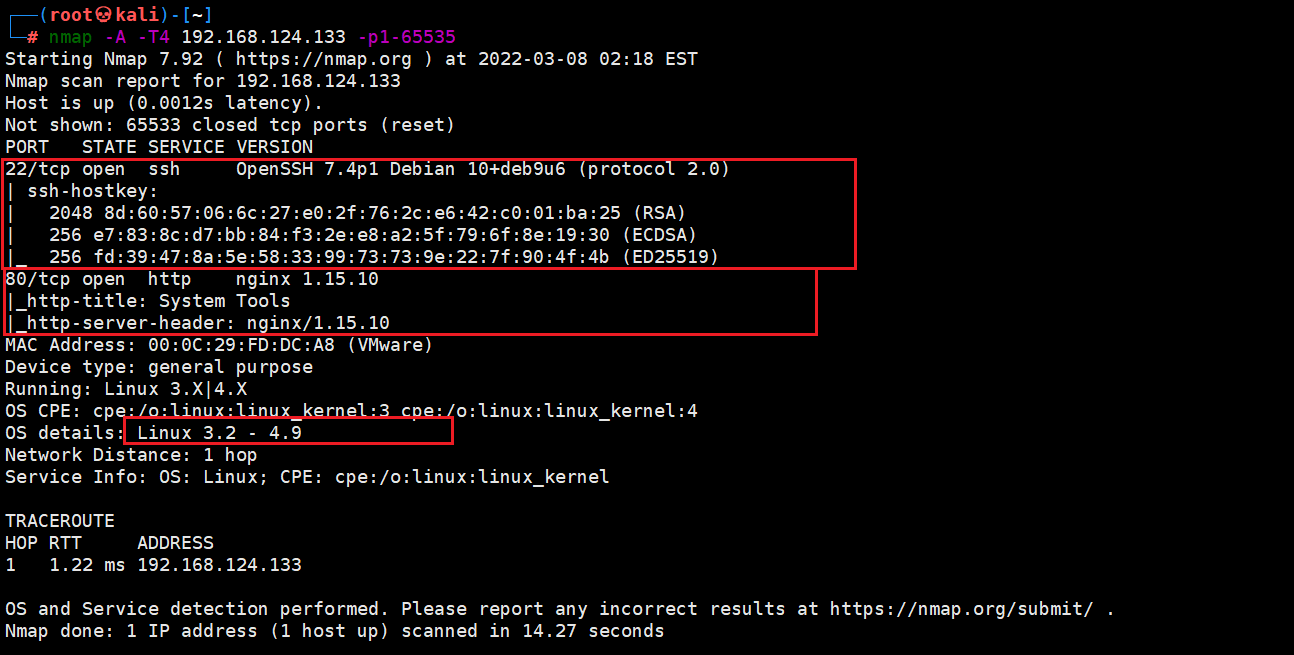 ┌──(root💀kali)-[~]
└─# nmap -A -T4 192.168.124.133 -p1-65535
Starting Nmap 7.92 ( https://nmap.org ) at 2022-03-08 02:18 EST
Nmap scan report for 192.168.124.133
Host is up (0.0012s latency).
Not shown: 65533 closed tcp ports (reset)
PORT   STATE SERVICE VERSION
22/tcp open  ssh     OpenSSH 7.4p1 Debian 10+deb9u6 (protocol 2.0)
| ssh-hostkey:
|   2048 8d:60:57:06:6c:27:e0:2f:76:2c:e6:42:c0:01:ba:25 (RSA)
|   256 e7:83:8c:d7:bb:84:f3:2e:e8:a2:5f:79:6f:8e:19:30 (ECDSA)
|_  256 fd:39:47:8a:5e:58:33:99:73:73:9e:22:7f:90:4f:4b (ED25519)
80/tcp open  http    nginx 1.15.10
|_http-title: System Tools
|_http-server-header: nginx/1.15.10
MAC Address: 00:0C:29:FD:DC:A8 (VMware)
Device type: general purpose
Running: Linux 3.X|4.X
OS CPE: cpe:/o:linux:linux_kernel:3 cpe:/o:linux:linux_kernel:4
OS details: Linux 3.2 - 4.9
Network Distance: 1 hop
Service Info: OS: Linux; CPE: cpe:/o:linux:linux_kernel
TRACEROUTE
HOP RTT     ADDRESS
1   1.22 ms 192.168.124.133
OS and Service detection performed. Please report any incorrect results at https://nmap.org/submit/ .
Nmap done: 1 IP address (1 host up) scanned in 14.27 seconds